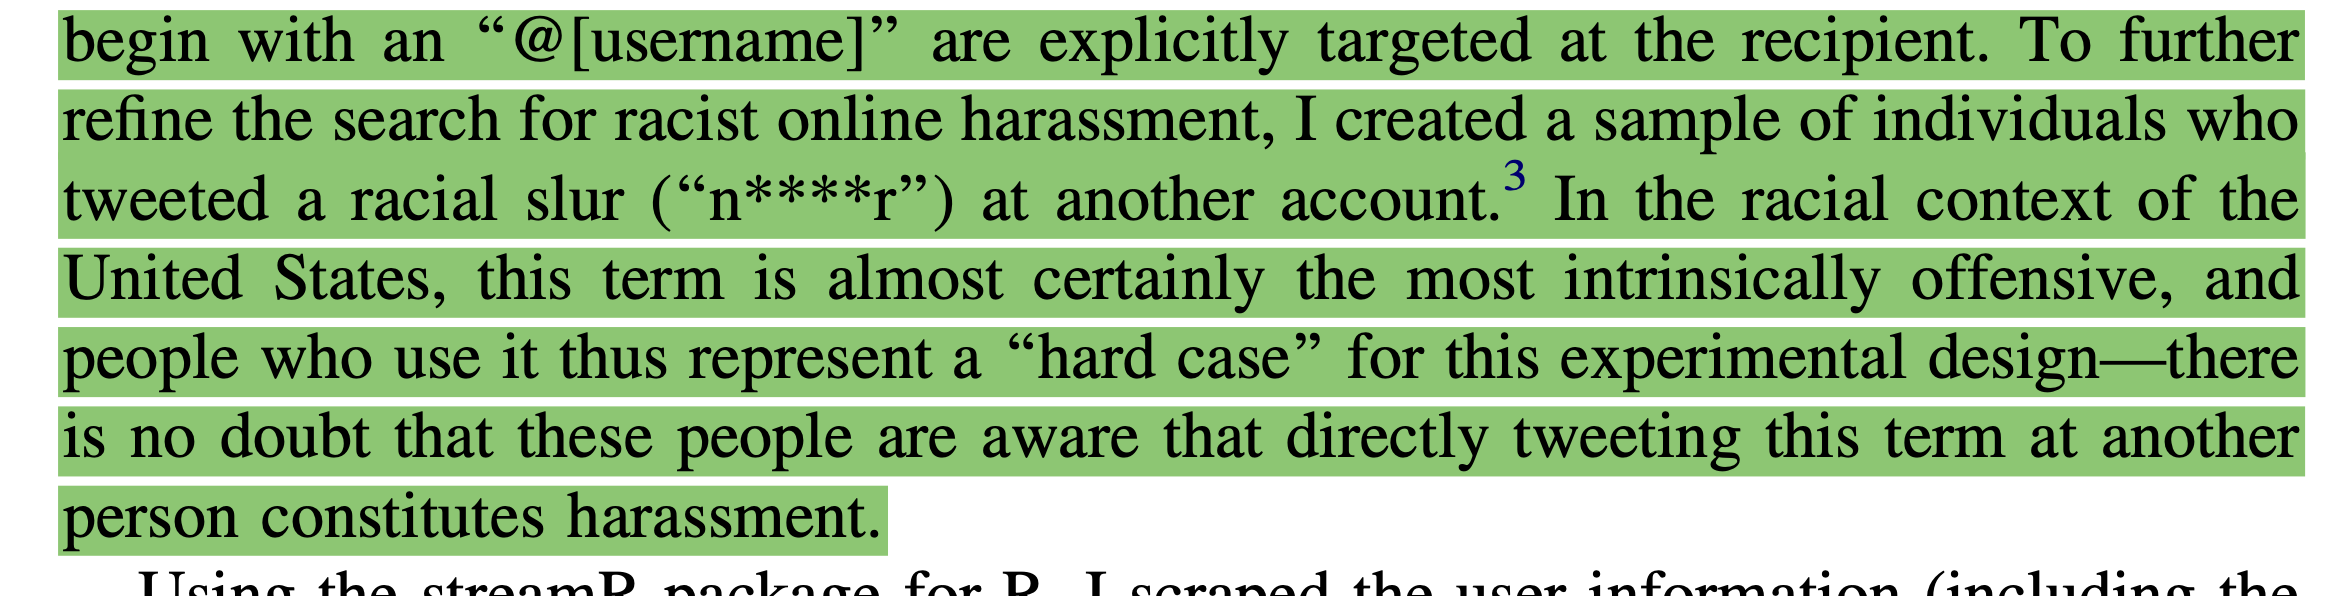 begin with an “@[username]” are explicitly targeted at the recipient. To further
refine the search for racist online harassment, I created a sample of individuals who
tweeted a racial slur (“n****r”) at another account.3 In the racial context of the
United States, this term is almost certainly the most intrinsically offensive, and
people who use it thus represent a “hard case” for this experimental design—there
is no doubt that these people are aware that directly tweeting this term at another
person constitutes harassment.
Using the streamR package for R, I scraped the user information (including the